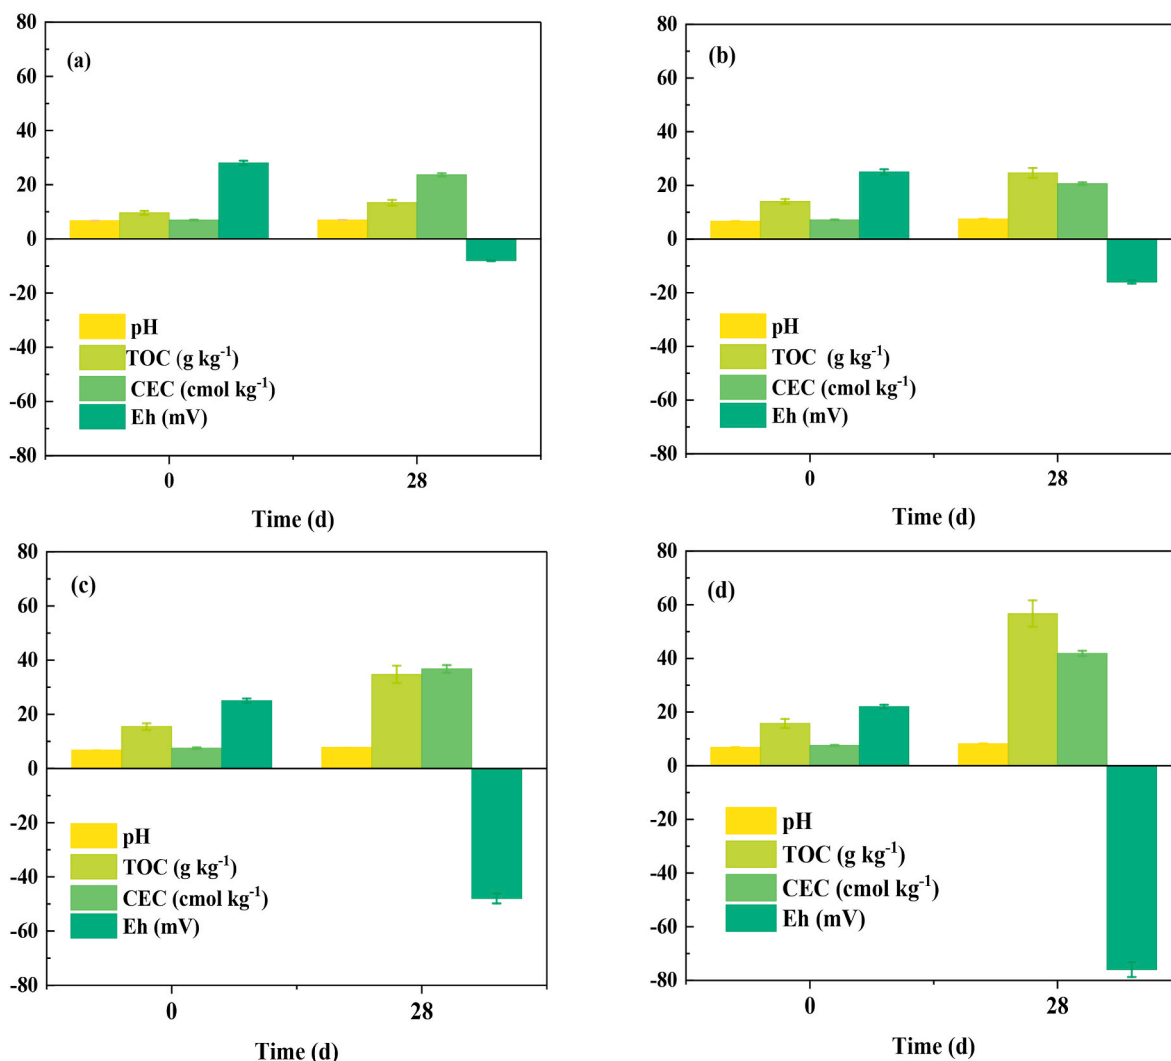 80
60
40
20
0
-20
-40
-60
-80
(a)
pH
TOC (g kg⁻¹)
CEC (cmol kg⁻¹)
Eh (mV)
0 28
Time (d)
80
60
40
20
0
-20
-40
-60
-80
(b)
pH
TOC (g kg⁻¹)
CEC (cmol kg⁻¹)
Eh (mV)
0 28
Time (d)
80
60
40
20
0
-20
-40
-60
-80
(c)
pH
TOC (g kg⁻¹)
CEC (cmol kg⁻¹)
Eh (mV)
0 28
Time (d)
80
60
40
20
0
-20
-40
-60
-80
(d)
pH
TOC (g kg⁻¹)
CEC (cmol kg⁻¹)
Eh (mV)
0 28
Time (d)